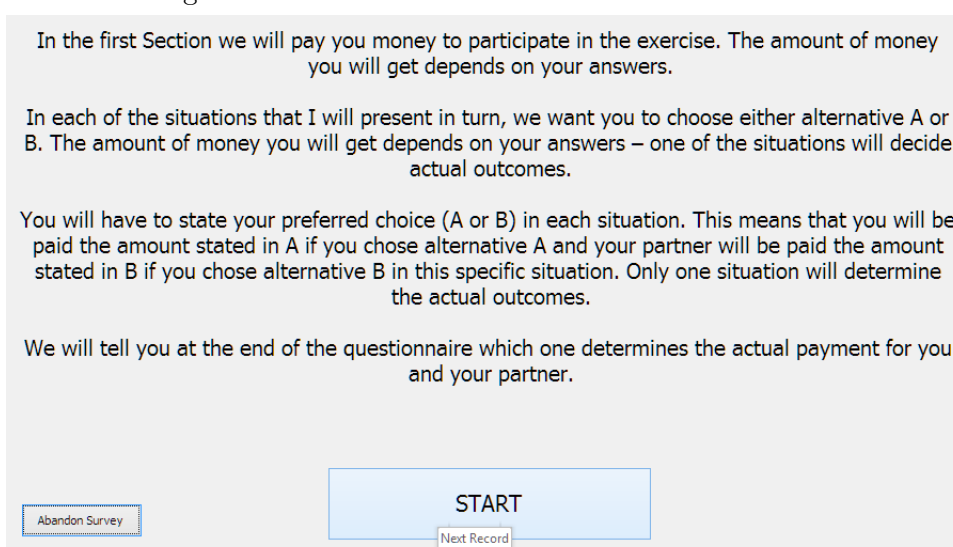 In the first Section we will pay you money to participate in the exercise. The amount of money
you will get depends on your answers.
In each of the situations that I will present in turn, we want you to choose either alternative A or
B. The amount of money you will get depends on your answers – one of the situations will decide
actual outcomes.
You will have to state your preferred choice (A or B) in each situation. This means that you will be
paid the amount stated in A if you chose alternative A and your partner will be paid the amount
stated in B if you chose alternative B in this specific situation. Only one situation will determine
the actual outcomes.
We will tell you at the end of the questionnaire which one determines the actual payment for you
and your partner.
START
Abandon Survey
Next Record